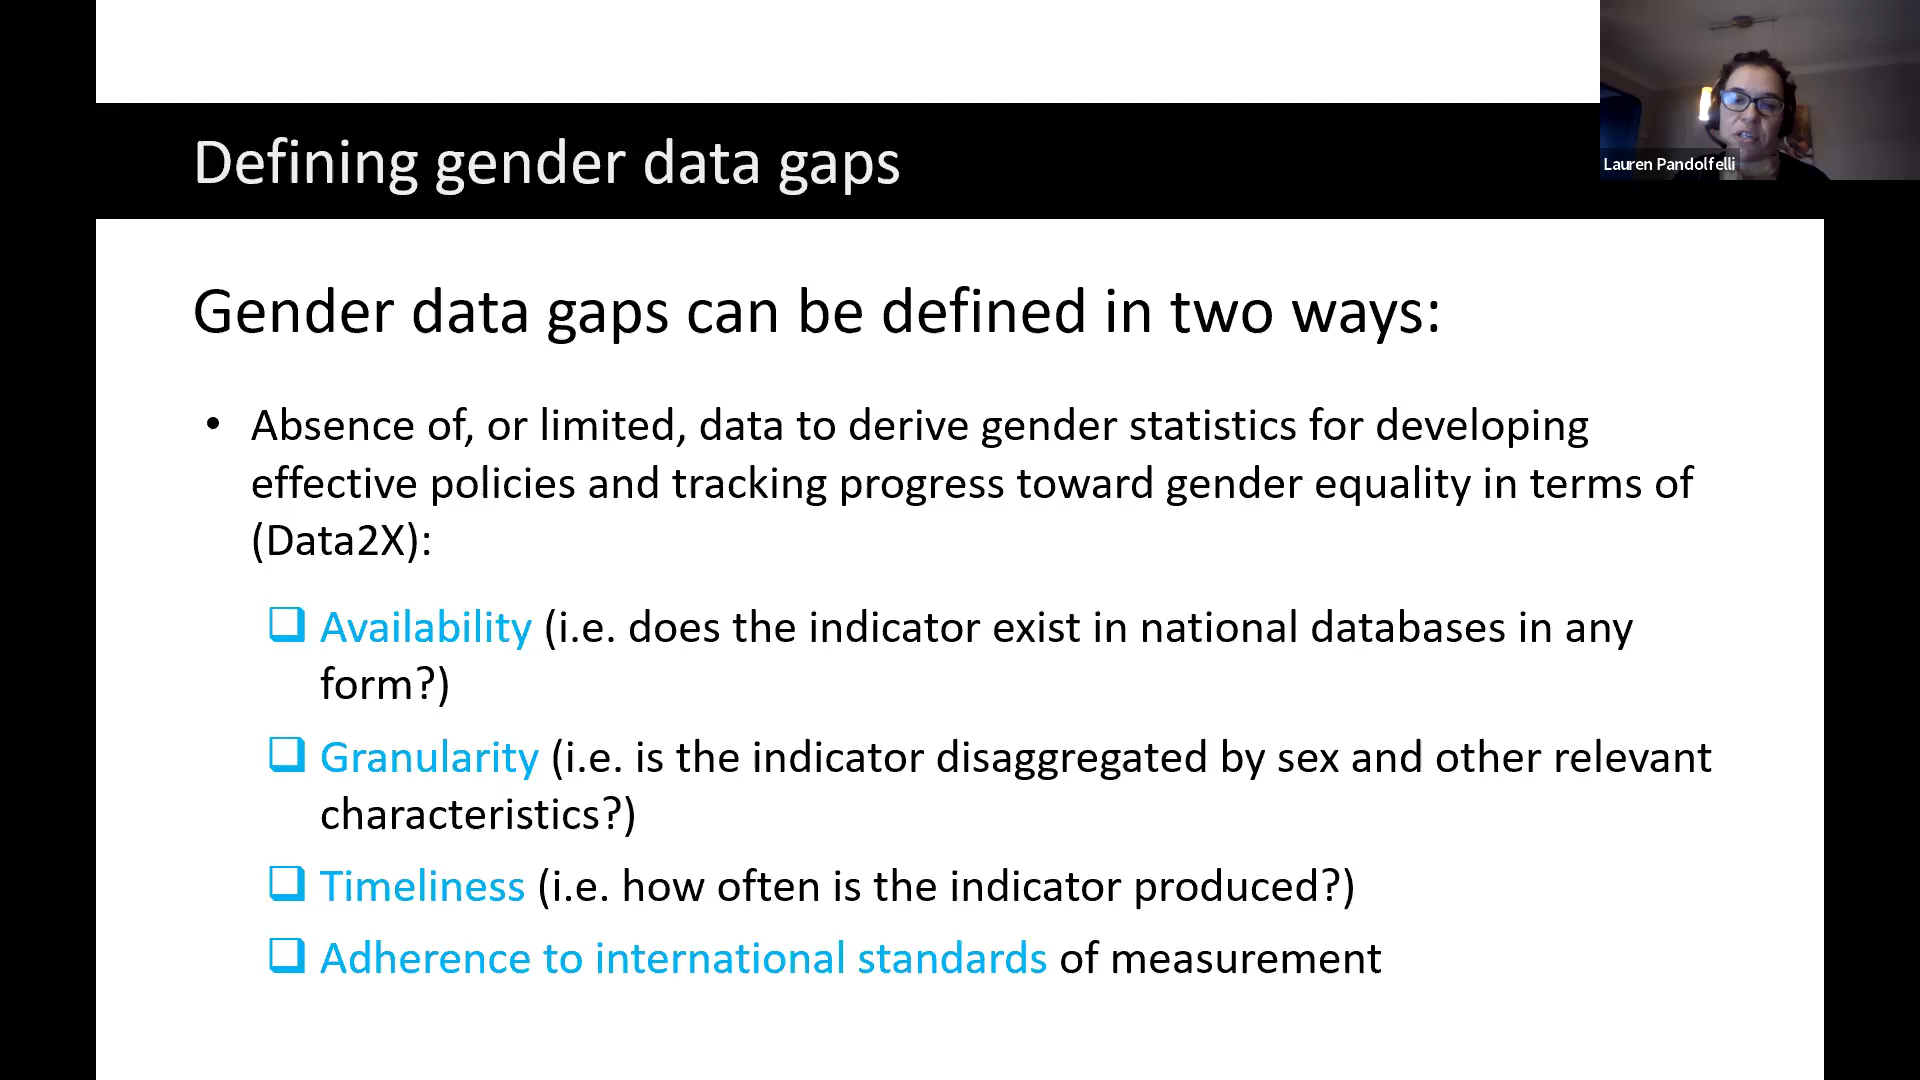 Defining gender data gaps
Lauren Pandolfelli
Gender data gaps can be defined in two ways:
• Absence of, or limited, data to derive gender statistics for developing
effective policies and tracking progress toward gender equality in terms of
(Data2X):
❑ Availability (i.e. does the indicator exist in national databases in any
form?)
❑ Granularity (i.e. is the indicator disaggregated by sex and other relevant
characteristics?)
❑ Timeliness (i.e. how often is the indicator produced?)
❑ Adherence to international standards of measurement